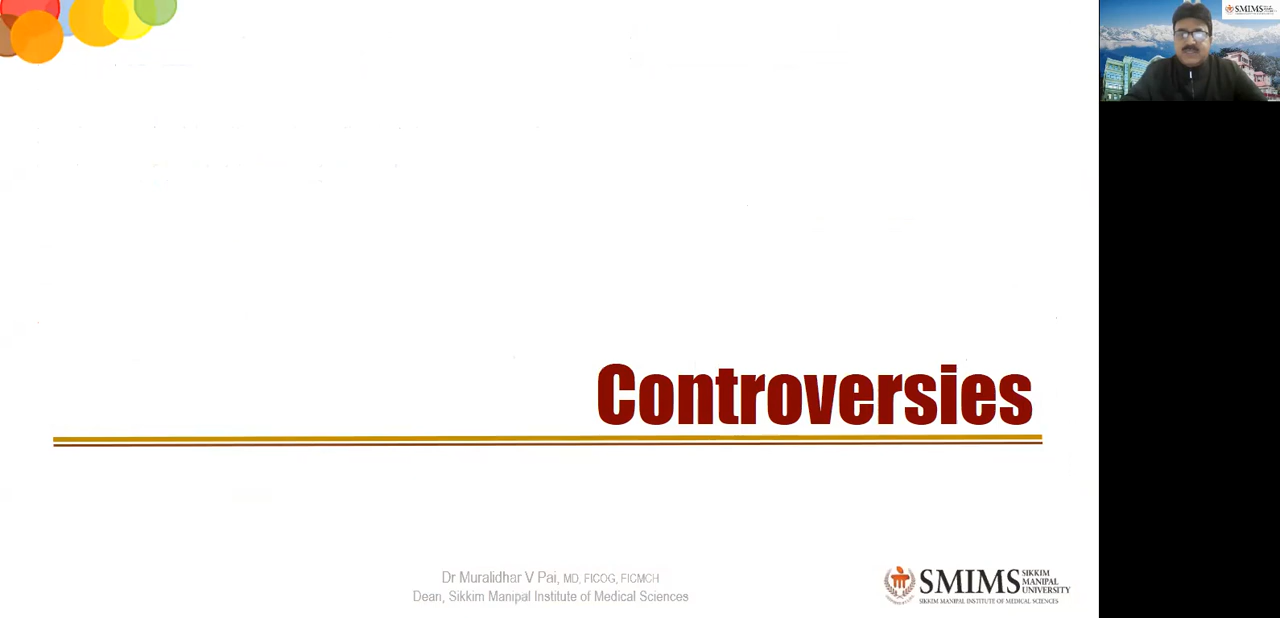 SMIMS
Controversies
Dr Muralidhar V Pai, MD, FICOG, FICMCH
Dean, Sikkim Manipal Institute of Medical Sciences
SMIMS
SIKKIM
MANIPAL
UNIVERSITY
SIKKIM MANIPAL INSTITUTE OF MEDICAL SCIENCES